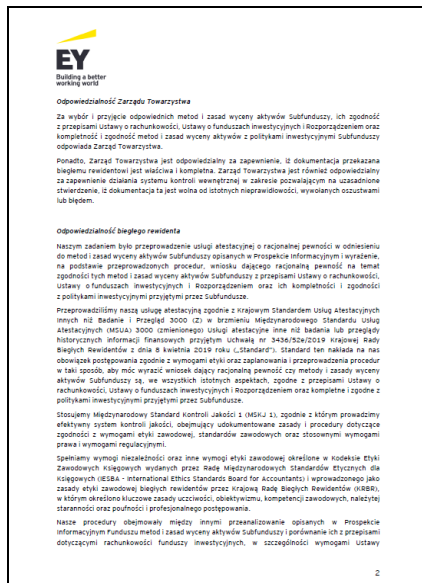 EY
Building a better
working world
Odpowiedzialność Zarządu Towarzystwa
Za wybór i przyjęcie odpowiednich metod i zasad wyceny aktywów Subfunduszy, ich zgodność
z przepisami Ustawy o rachunkowości, Ustawy o funduszach inwestycyjnych i Rozporządzeniem oraz
kompletność i zgodność metod i zasad wyceny aktywów z politykami inwestycyjnymi Subfunduszy
odpowiada Zarząd Towarzystwa.
Ponadto, Zarząd Towarzystwa jest odpowiedzialny za zapewnienie, iż dokumentacja przekazana
biegłemu rewidentowi jest właściwa i kompletna. Zarząd Towarzystwa jest również odpowiedzialny
za zapewnienie działania systemu kontroli wewnętrznej w zakresie pozwalającym na uzasadnione
stwierdzenie, iż dokumentacja ta jest wolna od istotnych nieprawidłowości, wywołanych oszustwami
lub błędem.
Odpowiedzialność biegłego rewidenta
Naszym zadaniem było przeprowadzenie usługi atestacyjnej o racjonalnej pewności w odniesieniu
do metod i zasad wyceny aktywów Subfunduszy opisanych w Prospekcie Informacyjnym i wyrażenie,
na podstawie przeprowadzonych procedur, wniosku dającego racjonalną pewność na temat
zgodności tych metod i zasad wyceny aktywów Subfunduszy z przepisami Ustawy o rachunkowości,
Ustawy o funduszach inwestycyjnych i Rozporządzeniem oraz ich kompletności i zgodności
z politykami inwestycyjnymi przyjętymi przez Subfundusze.
Przeprowadziliśmy naszą usługę atestacyjną zgodnie z Krajowym Standardem Usług Atestacyjnych
Innych niż Badanie i Przegląd 3000 (Z) w brzmieniu Międzynarodowego Standardu Usług
Atestacyjnych (MSUA) 3000 (zmienionego) Usługi atestacyjne inne niż badania lub przeglądy
historycznych informacji finansowych przyjętym Uchwałą nr 3436/52e/2019 Krajowej Rady
Biegłych Rewidentów z dnia 8 kwietnia 2019 roku („Standard"). Standard ten nakłada na nas
obowiązek postępowania zgodnie z wymogami etyki oraz zaplanowania i przeprowadzenia procedur
w taki sposób, aby móc wyrazić wniosek dający racjonalną pewność czy metody i zasady wyceny
aktywów Subfunduszy są, we wszystkich istotnych aspektach, zgodne z przepisami Ustawy o
rachunkowości, Ustawy o funduszach inwestycyjnych i Rozporządzeniem oraz kompletne i zgodne z
politykami inwestycyjnymi przyjętymi przez Subfundusze.
Stosujemy Międzynarodowy Standard Kontroli Jakości 1 (MSKJ 1), zgodnie z którym prowadzimy
efektywny system kontroli jakości, obejmujący udokumentowane zasady i procedury dotyczące
zgodności z wymogami etyki zawodowej, standardów zawodowych oraz stosownymi wymogami
prawa i wymogami regulacyjnymi.
Spełniamy wymogi niezależności oraz inne wymogi etyki zawodowej określone w Kodeksie Etyki
Zawodowych Księgowych wydanych przez Radę Międzynarodowych Standardów Etycznych dla
Księgowych (IESBA - International Ethics Standards Board for Accountants) i wprowadzonego jako
zasady etyki zawodowej biegłych rewidentów przez Krajową Radę Biegłych Rewidentów (KRBR),
w którym określono kluczowe zasady uczciwości, obiektywizmu, kompetencji zawodowych, należytej
staranności oraz poufności i profesjonalnego postępowania.
Nasze procedury obejmowały między innymi przeanalizowanie opisanych w Prospekcie
Informacyjnym Funduszu metod i zasad wyceny aktywów Subfunduszy i porównanie ich z przepisami
dotyczącymi rachunkowości funduszy inwestycyjnych, w szczególności wymogami Ustawy
2